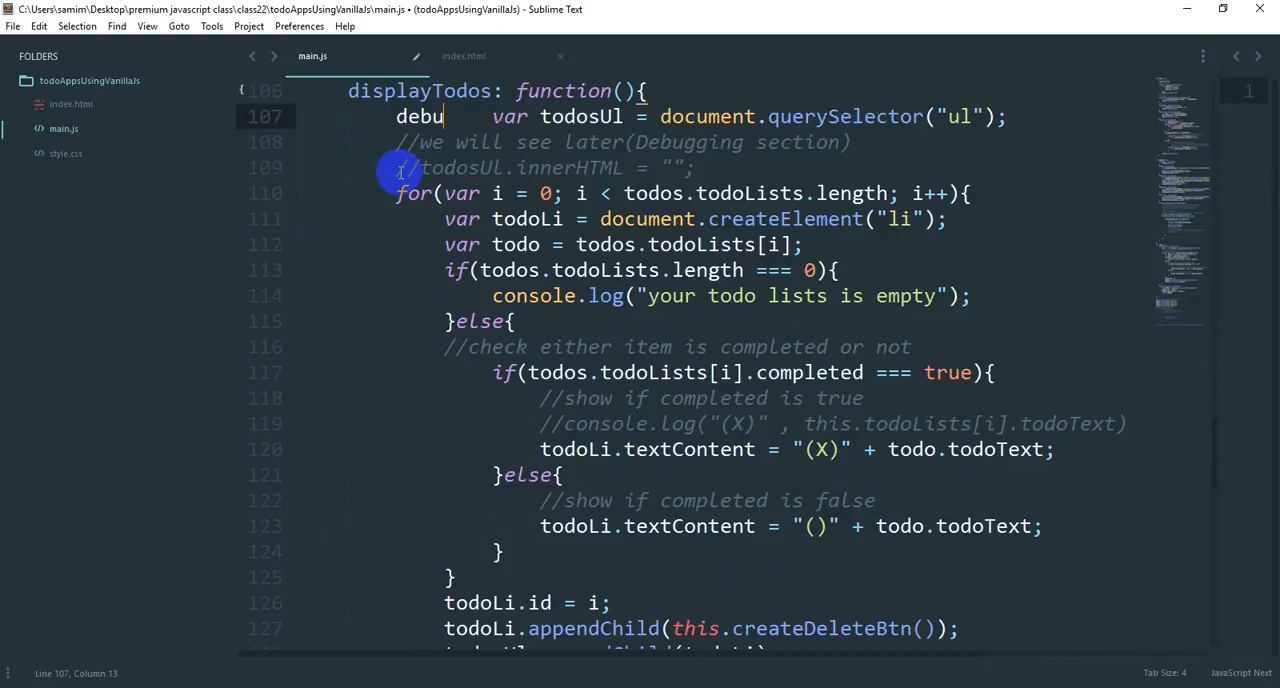 C:\Users\samim\Desktop\premium javascript class\class22\todoAppsUsingVanillaJs\main.js • (todoAppsUsingVanillaJs) - Sublime Text
File Edit Selection Find View Goto Tools Project Preferences Help
FOLDERS
todoAppsUsingVanillaJs
index.html
main.js
style.css
main.js index.html
106 displayTodos: function(){
107 debu var todosUl = document.querySelector("ul");
108 //we will see later(Debugging section)
109 //todosUl.innerHTML = "";
110 for(var i = 0; i < todos.todoLists.length; i++){
111 var todoLi = document.createElement("li");
112 var todo = todos.todoLists[i];
113 if(todos.todoLists.length === 0){
114 console.log("your todo lists is empty");
115 }else{
116 //check either item is completed or not
117 if(todos.todoLists[i].completed === true){
118 //show if completed is true
119 //console.log("(X)" , this.todoLists[i].todoText)
120 todoLi.textContent = "(X)" + todo.todoText;
121 }else{
122 //show if completed is false
123 todoLi.textContent = "()" + todo.todoText;
124 }
125 }
126 todoLi.id = i;
127 todoLi.appendChild(this.createDeleteBtn());
1
Line 107, Column 13
Tab Size: 4
JavaScript Next